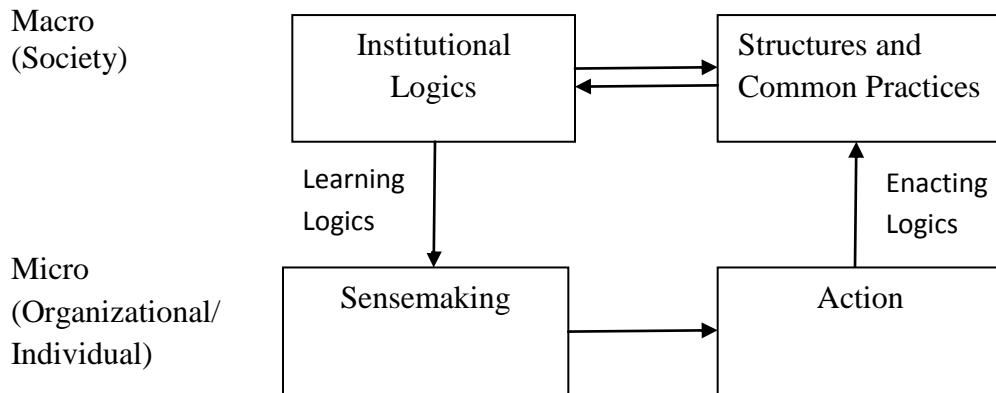 Macro
(Society)
Institutional
Logics
Structures and
Common Practices
Learning
Logics
Enacting
Logics
Micro
(Organizational/
Individual)
Sensemaking
Action